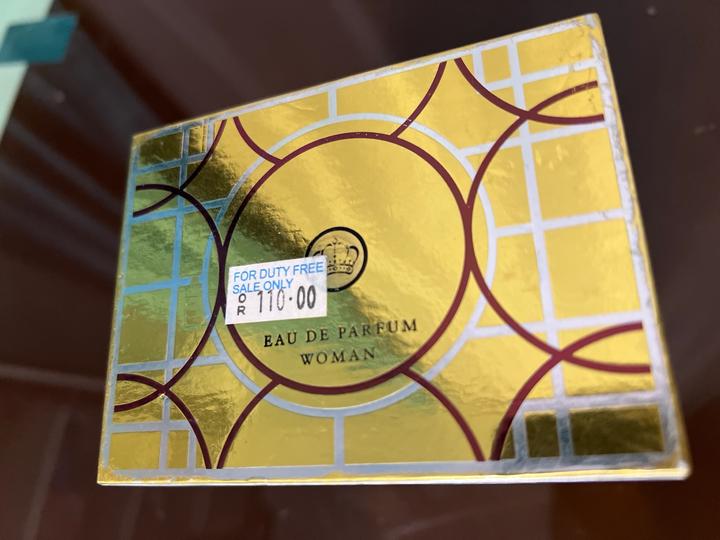 FOR DUTY FREE
SALE ONLY
OR 110.00
EAU DE PARFUM
WOMAN